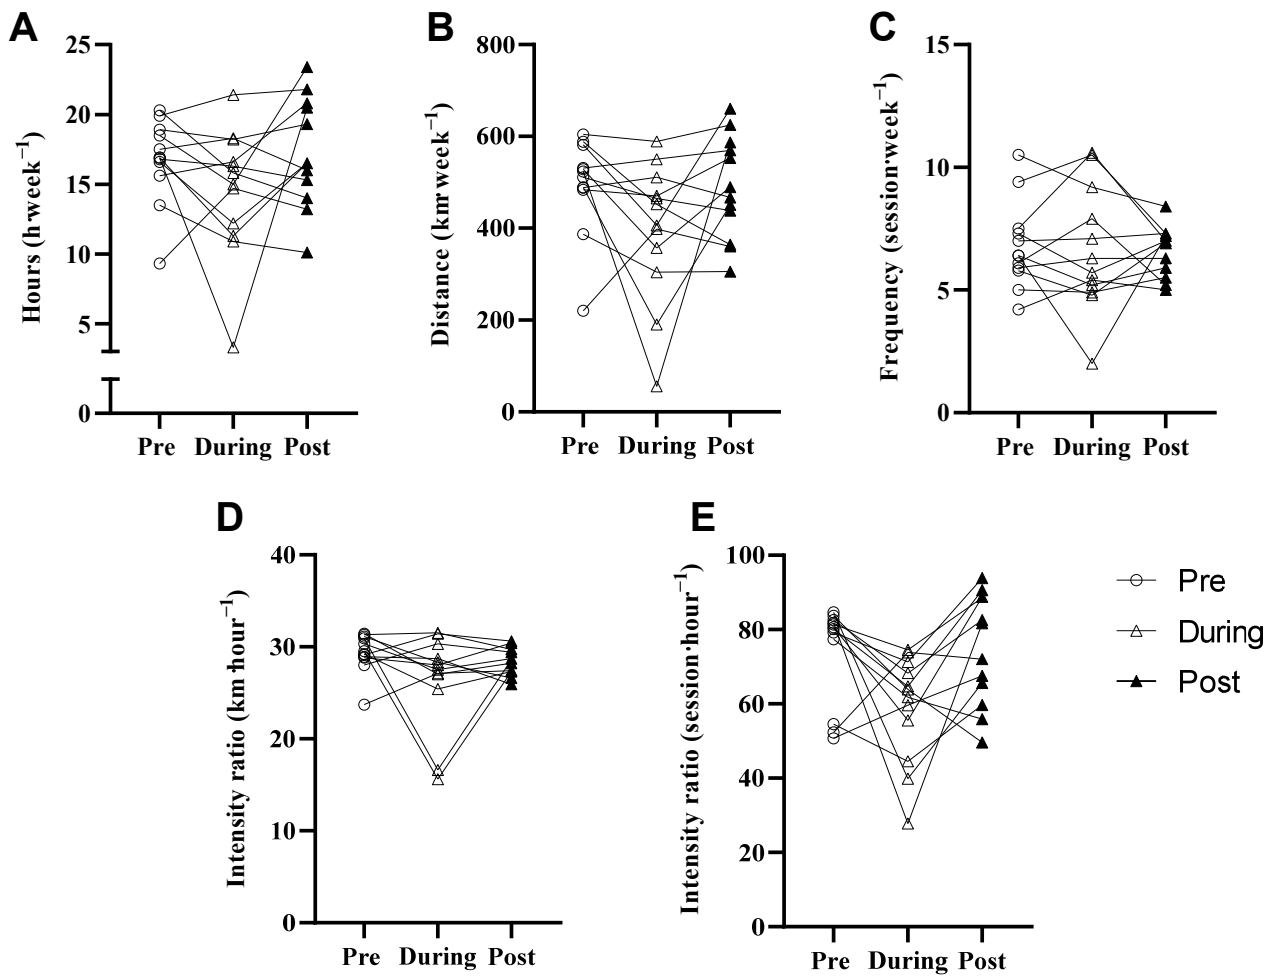 A
Hours (h·week⁻¹)
25
20
15
10
5
0
Pre During Post
B
Distance (km·week⁻¹)
800
600
400
200
0
Pre During Post
C
Frequency (session·week⁻¹)
15
10
5
0
Pre During Post
D
Intensity ratio (km·hour⁻¹)
40
30
20
10
0
Pre During Post
E
Intensity ratio (session·hour⁻¹)
100
80
60
40
20
0
Pre During Post
Pre
During
Post